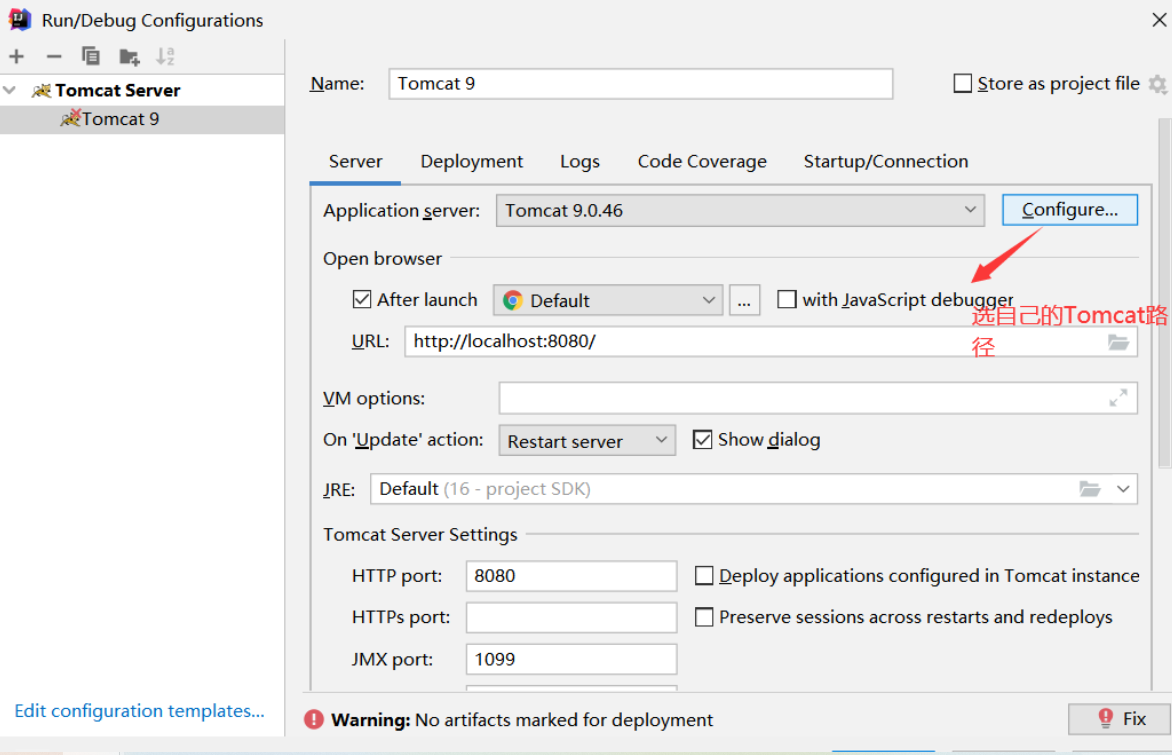 Run/Debug Configurations
Tomcat Server
Tomcat 9
Edit configuration templates...
Name: Tomcat 9 Store as project file
Server Deployment Logs Code Coverage Startup/Connection
Application server: Tomcat 9.0.46 Configure...
Open browser
After launch Default ... with JavaScript debugger
选自己的Tomcat路
径
URL: http://localhost:8080/
VM options:
On 'Update' action: Restart server Show dialog
JRE: Default (16 - project SDK)
Tomcat Server Settings
HTTP port: 8080 Deploy applications configured in Tomcat instance
HTTPs port: Preserve sessions across restarts and redeploys
JMX port: 1099
Warning: No artifacts marked for deployment Fix